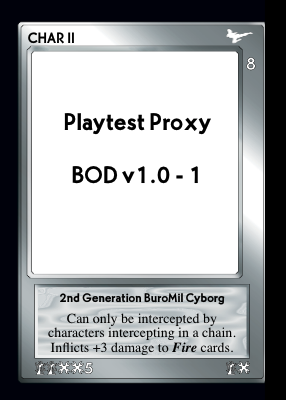 CHAR II
8
Playtest Proxy
BOD v1.0 - 1
2nd Generation BuroMil Cyborg
Can only be intercepted by
characters intercepting in a chain.
Inflicts +3 damage to Fire cards.
5